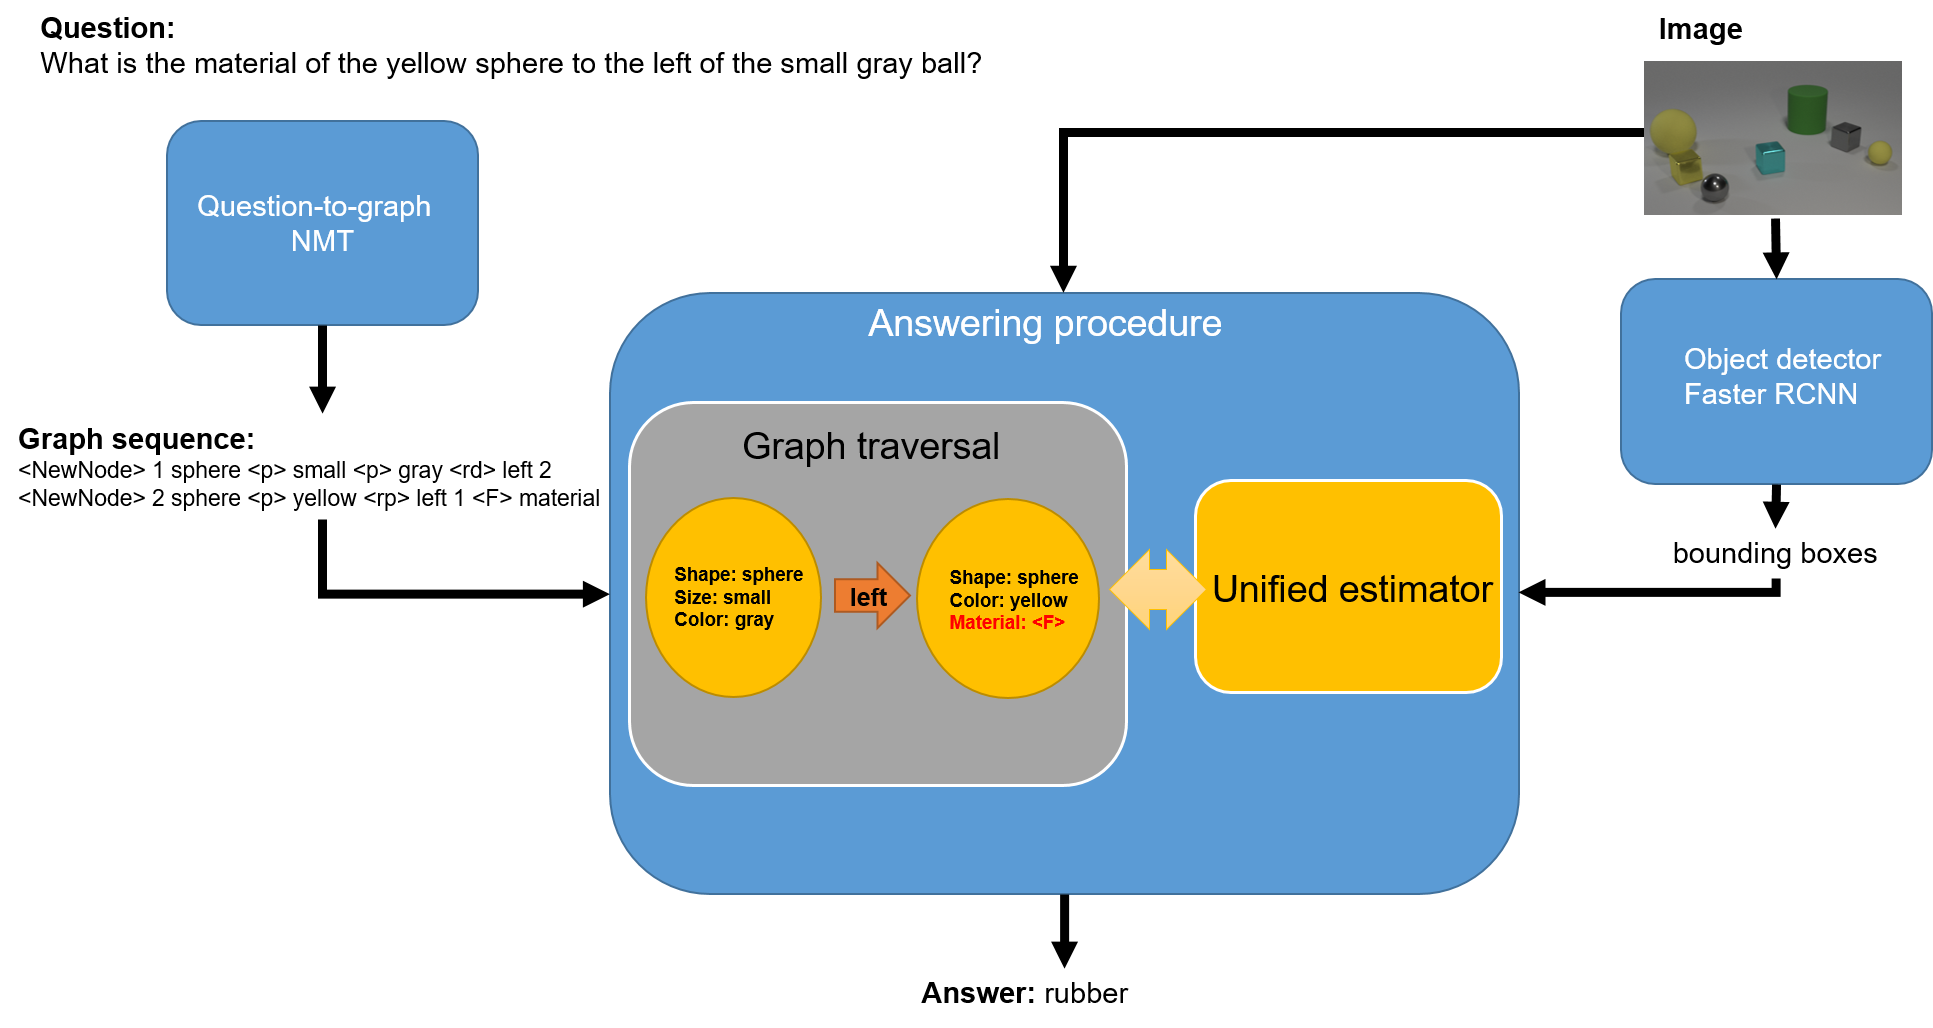 Question:
What is the material of the yellow sphere to the left of the small gray ball?
Image
Question-to-graph
NMT
Graph sequence:
<NewNode> 1 sphere <p> small <p> gray <rd> left 2
<NewNode> 2 sphere <p> yellow <rp> left 1 <F> material
Answering procedure
Graph traversal
Shape: sphere
Size: small
Color: gray
left
Shape: sphere
Color: yellow
Material: <F>
Unified estimator
Object detector
Faster RCNN
bounding boxes
Answer: rubber